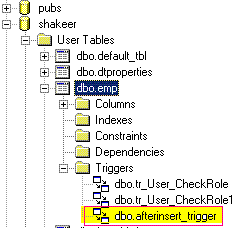 pubs
shakeer
User Tables
dbo.default_tbl
dbo.dtproperties
dbo.emp
Columns
Indexes
Constraints
Dependencies
Triggers
dbo.tr_User_CheckRole
dbo.tr_User_CheckRole1
dbo.afterinsert_trigger